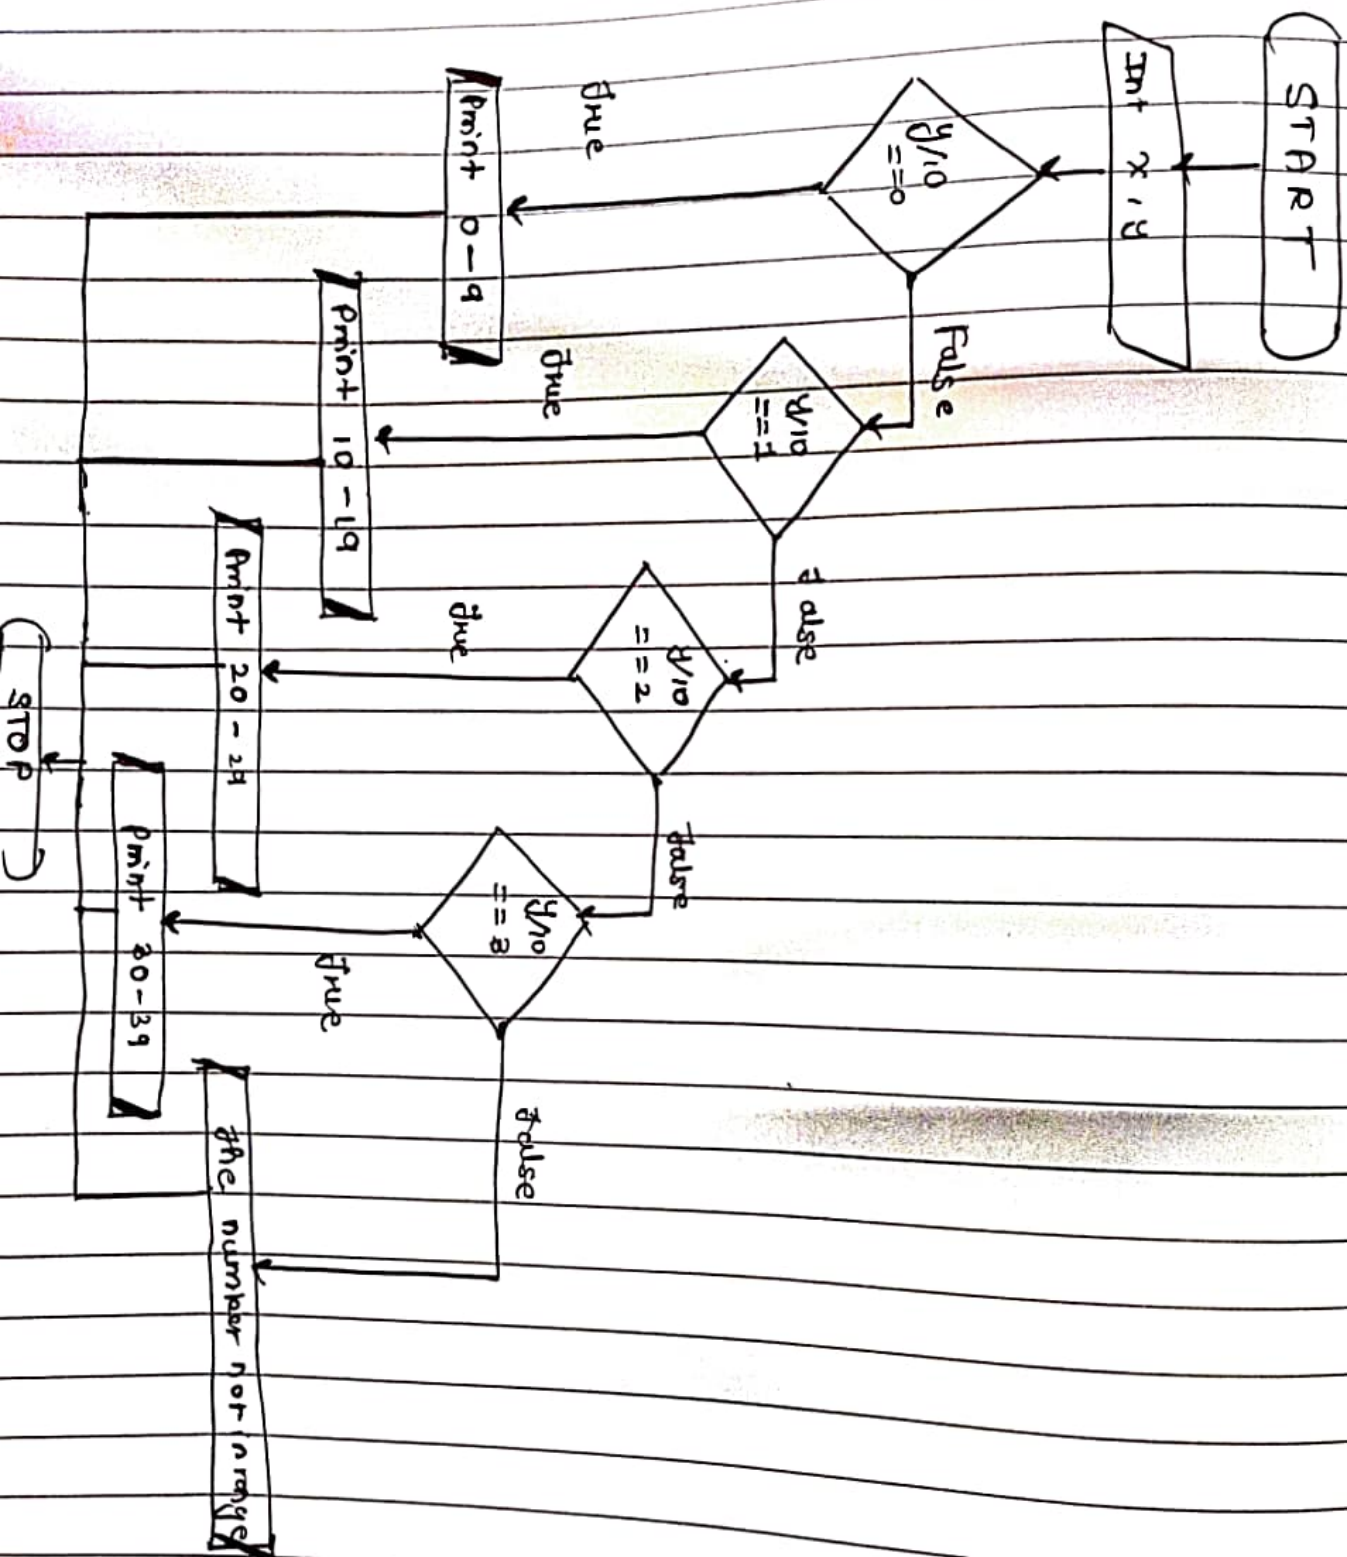 START
Int x, y
y/10
==0
True
False
Print 0-9
y/10
==1
True
False
Print 10-19
y/10
==2
True
False
Print 20-29
y/10
==3
True
False
Print 30-39
The number not in range
STOP